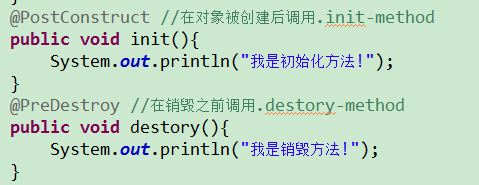 @PostConstruct //在对象被创建后调用.init-method
public void init(){
System.out.println("我是初始化方法!");
}
@PreDestroy //在销毁之前调用.destory-method
public void destory(){
System.out.println("我是销毁方法!");
}